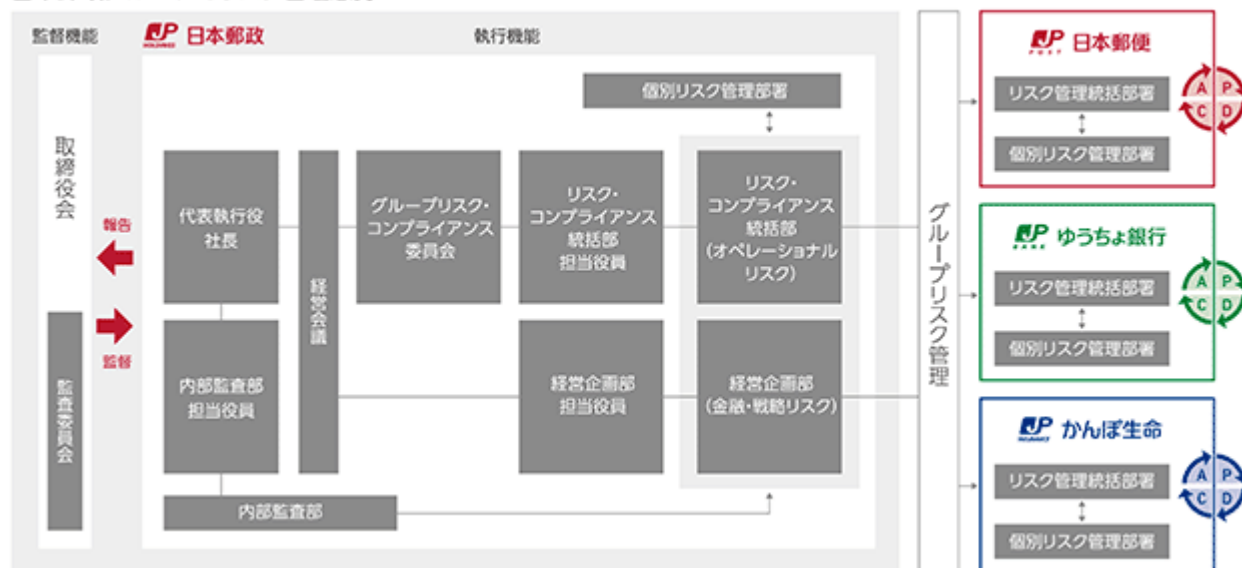 監督機能
JP
HOLDINGS
日本郵政
執行機能
取締役会
報告
監督
監査委員会
個別リスク管理部署
代表執行役
社長
経営会議
グループリスク・
コンプライアンス
委員会
リスク・
コンプライアンス
統括部
担当役員
リスク・
コンプライアンス
統括部
(オペレーショナル
リスク)
内部監査部
担当役員
経営企画部
担当役員
経営企画部
(金融・戦略リスク)
内部監査部
グループリスク管理
JP
POST
日本郵便
リスク管理統括部署
個別リスク管理部署
A P
C D
JP
BANK
ゆうちょ銀行
リスク管理統括部署
個別リスク管理部署
A P
C D
JP
INSURANCE
かんぽ生命
リスク管理統括部署
個別リスク管理部署
A P
C D